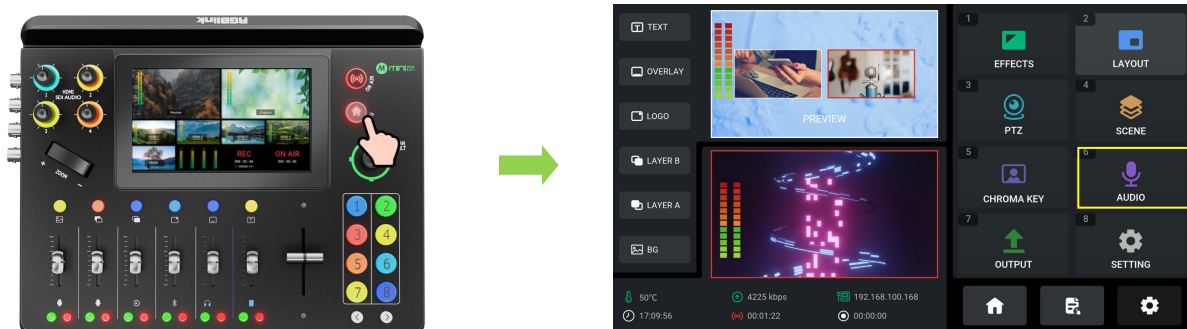 RGBlink
mini
ON AIR
HDMI
SDI AUDIO
1
2
3
4
ZOOM
+
-
Preview
REC
ON AIR
1
2
3
4
5
6
7
8
T
TEXT
OVERLAY
LOGO
LAYER B
LAYER A
BG
PREVIEW
1
EFFECTS
2
LAYOUT
3
PTZ
4
SCENE
5
CHROMA KEY
6
AUDIO
7
OUTPUT
8
SETTING
50°C
4225 kbps
192.168.100.168
17:09:56
00:01:22
00:00:00